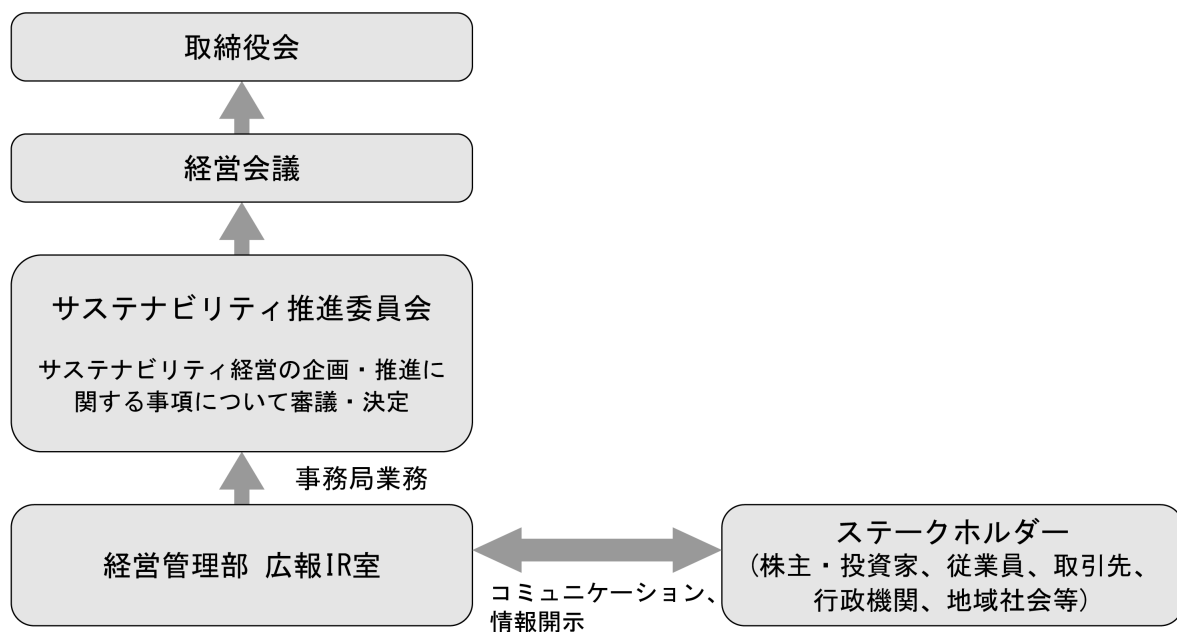 取締役会
経営会議
サステナビリティ推進委員会
サステナビリティ経営の企画・推進に
関する事項について審議・決定
事務局業務
経営管理部 広報IR室
コミュニケーション、
情報開示
ステークホルダー
(株主・投資家、従業員、取引先、
行政機関、地域社会等)